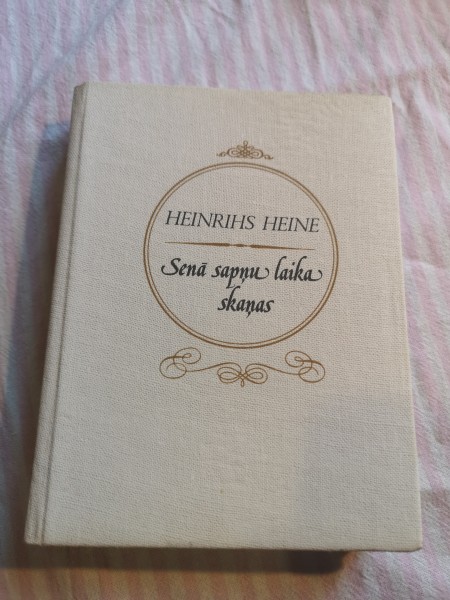 HEINRIHS HEINE
Senā sapņu laika
skaņas